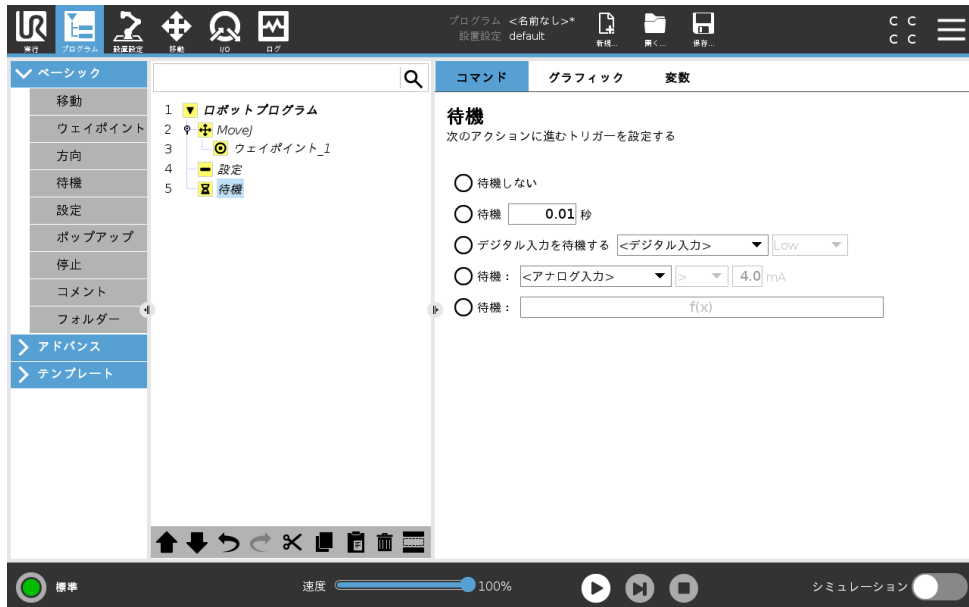 UR
実行
プログラム
設置設定
移動
I/O
ログ
プログラム <名前なし>*
設置設定 default
新規...
開く...
保存...
C C
C C
ベーシック
移動
ウェイポイント
方向
待機
設定
ポップアップ
停止
コメント
フォルダー
アドバンス
テンプレート
1 ロボットプログラム
2 MoveJ
3 ウェイポイント_1
4 設定
5 待機
コマンド グラフィック 変数
待機
次のアクションに進むトリガーを設定する
待機しない
待機 0.01 秒
デジタル入力を待機する <デジタル入力> Low
待機： <アナログ入力> > 4.0 mA
待機： f(x)
標準
速度 100%
シミュレーション